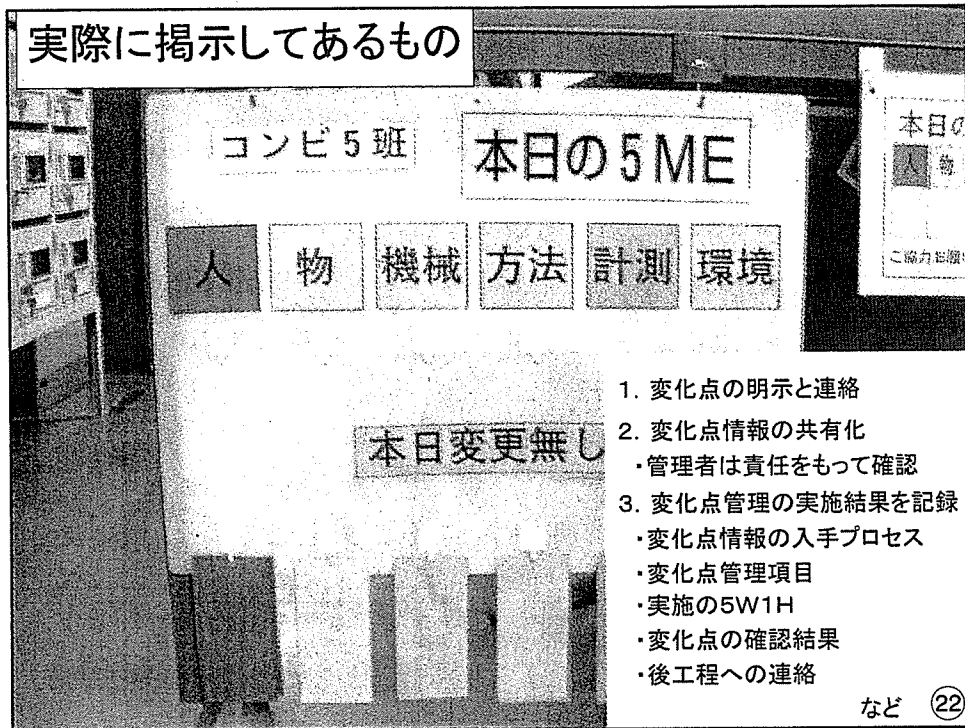 実際に掲示してあるもの
コンビ5班
本日の5ME
人 物 機械 方法 計測 環境
本日変更無し
本日の
人 物
ご協力お願い
1. 変化点の明示と連絡
2. 変化点情報の共有化
・管理者は責任をもって確認
3. 変化点管理の実施結果を記録
・変化点情報の入手プロセス
・変化点管理項目
・実施の5W1H
・変化点の確認結果
・後工程への連絡
など
22